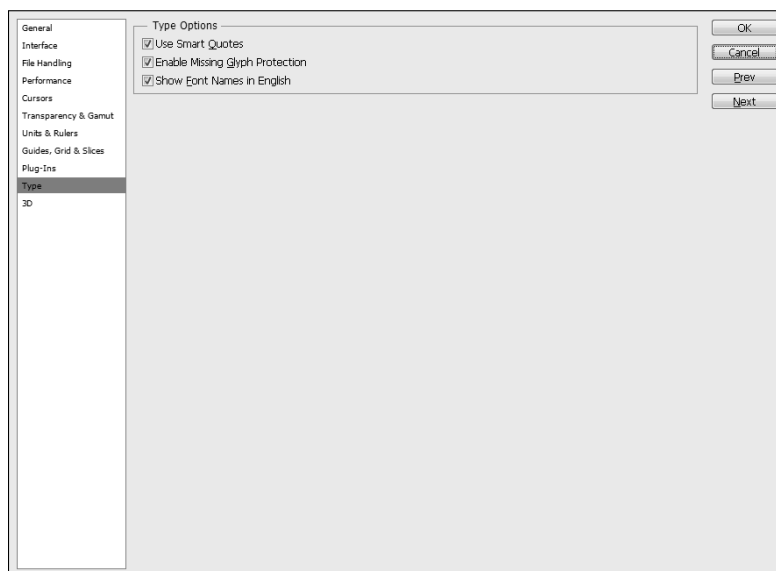 General
Interface
File Handling
Performance
Cursors
Transparency & Gamut
Units & Rulers
Guides, Grid & Slices
Plug-Ins
Type
3D
Type Options
Use Smart Quotes
Enable Missing Glyph Protection
Show Font Names in English
OK
Cancel
Prev
Next